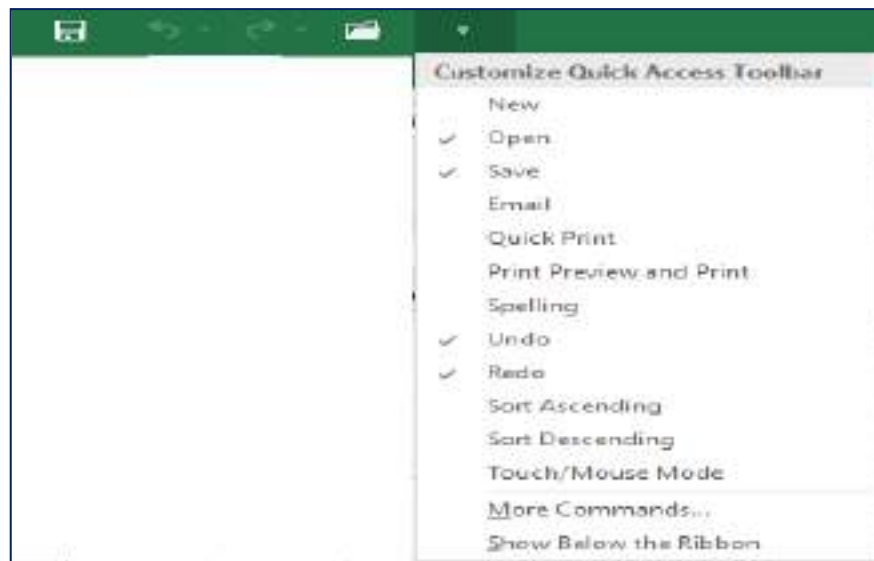 Customize Quick Access Toolbar
New
Open
Save
Email
Quick Print
Print Preview and Print
Spelling
Undo
Redo
Sort Ascending
Sort Descending
Touch/Mouse Mode
More Commands...
Show Below the Ribbon